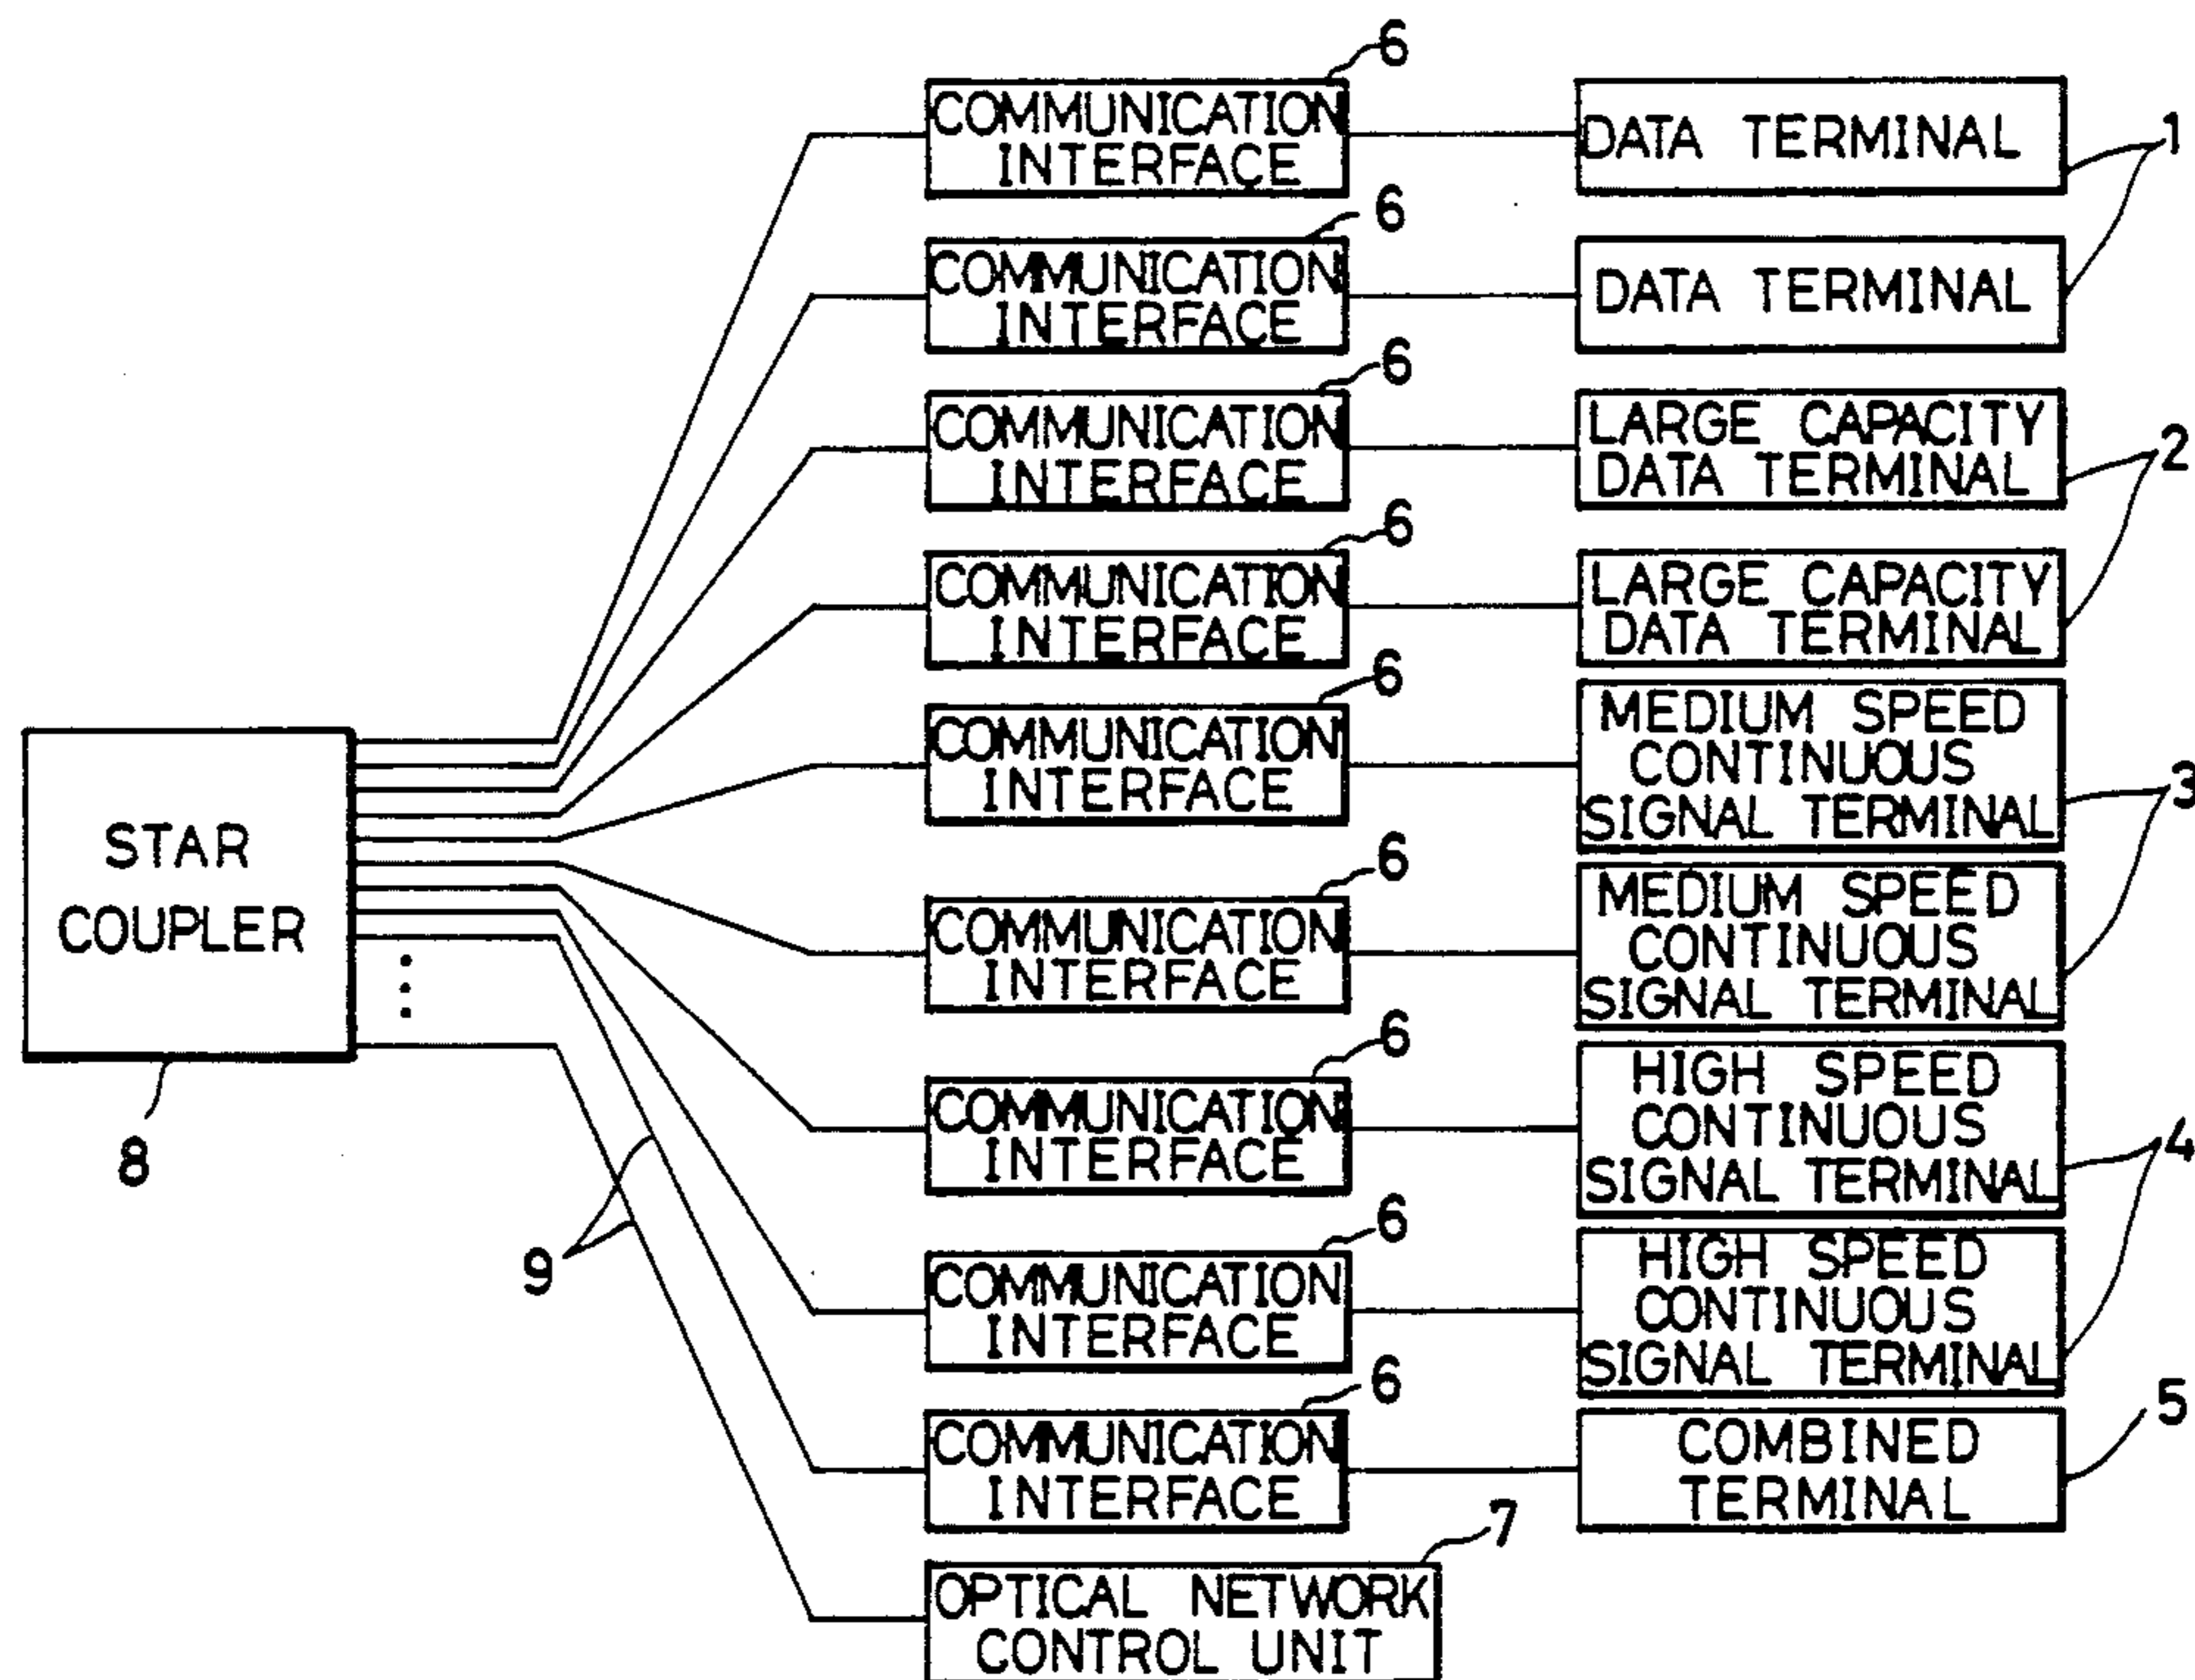 6
COMMUNICATION
INTERFACE
DATA TERMINAL
1
6
COMMUNICATION
INTERFACE
DATA TERMINAL
6
COMMUNICATION
INTERFACE
LARGE CAPACITY
DATA TERMINAL
2
6
COMMUNICATION
INTERFACE
LARGE CAPACITY
DATA TERMINAL
6
COMMUNICATION
INTERFACE
MEDIUM SPEED
CONTINUOUS
SIGNAL TERMINAL
3
STAR
COUPLER
8
6
COMMUNICATION
INTERFACE
MEDIUM SPEED
CONTINUOUS
SIGNAL TERMINAL
6
COMMUNICATION
INTERFACE
HIGH SPEED
CONTINUOUS
SIGNAL TERMINAL
4
9
6
COMMUNICATION
INTERFACE
HIGH SPEED
CONTINUOUS
SIGNAL TERMINAL
6
COMMUNICATION
INTERFACE
COMBINED
TERMINAL
5
7
OPTICAL NETWORK
CONTROL UNIT